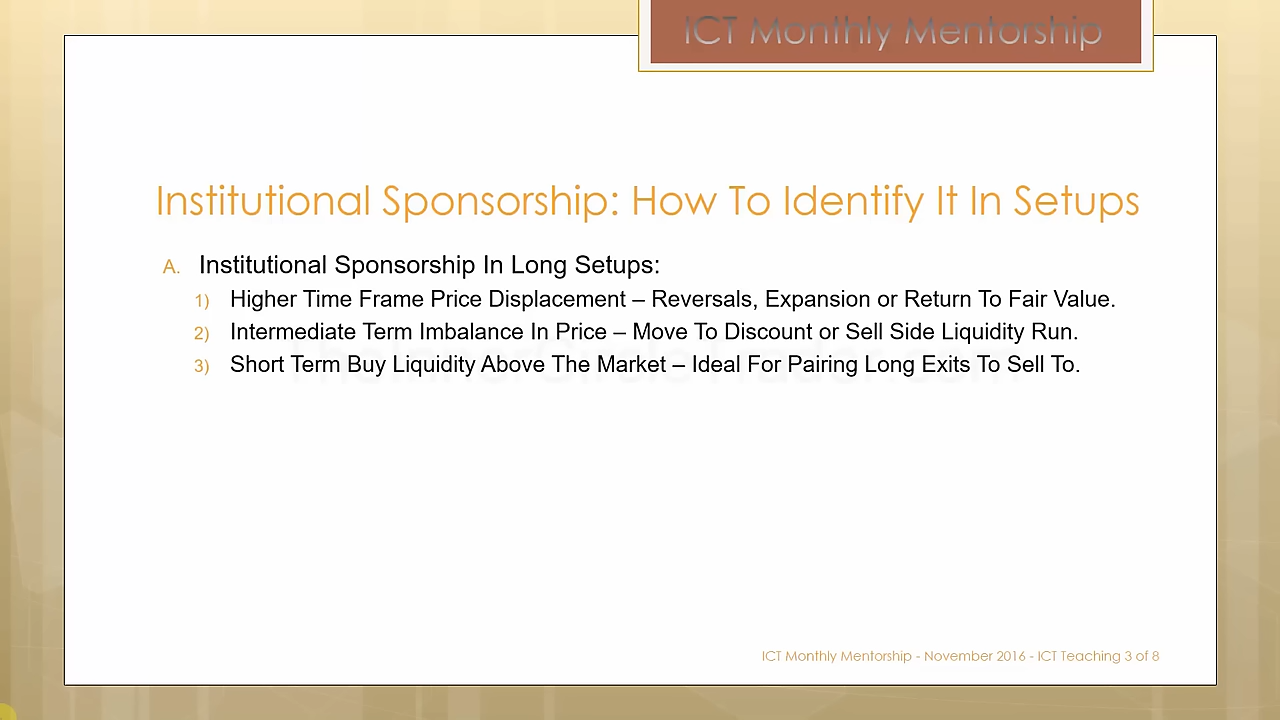 ICT Monthly Mentorship
Institutional Sponsorship: How To Identify It In Setups
A. Institutional Sponsorship In Long Setups:
1) Higher Time Frame Price Displacement – Reversals, Expansion or Return To Fair Value.
2) Intermediate Term Imbalance In Price – Move To Discount or Sell Side Liquidity Run.
3) Short Term Buy Liquidity Above The Market – Ideal For Pairing Long Exits To Sell To.
ICT Monthly Mentorship - November 2016 - ICT Teaching 3 of 8